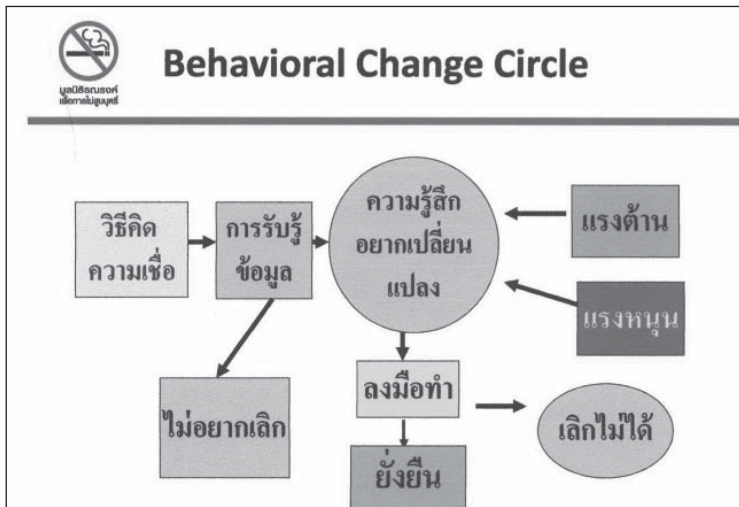 มูลนิธิรณรงค์
เพื่อการไม่สูบบุหรี่
Behavioral Change Circle
วิธีคิด
ความเชื่อ
การรับรู้
ข้อมูล
ความรู้สึก
อยากเปลี่ยน
แปลง
แรงต้าน
แรงหนุน
ไม่อยากเลิก
ลงมือทำ
เลิกไม่ได้
ยั่งยืน